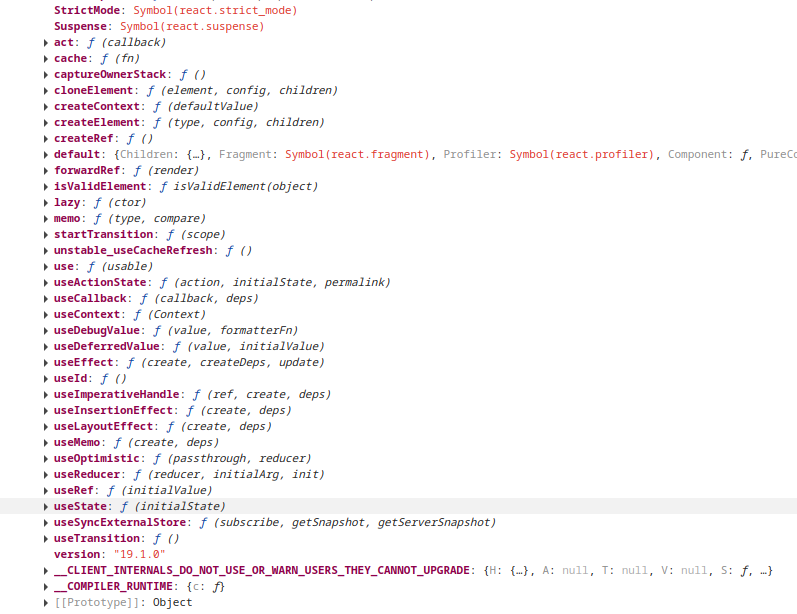 StrictMode: Symbol(react.strict_mode)
Suspense: Symbol(react.suspense)
act: ƒ (callback)
cache: ƒ (fn)
captureOwnerStack: ƒ ()
cloneElement: ƒ (element, config, children)
createContext: ƒ (defaultValue)
createElement: ƒ (type, config, children)
createRef: ƒ ()
default: {Children: {…}, Fragment: Symbol(react.fragment), Profiler: Symbol(react.profiler), Component: ƒ, PureCo
forwardRef: ƒ (render)
isValidElement: ƒ isValidElement(object)
lazy: ƒ (ctor)
memo: ƒ (type, compare)
startTransition: ƒ (scope)
unstable_useCacheRefresh: ƒ ()
use: ƒ (usable)
useActionState: ƒ (action, initialState, permalink)
useCallback: ƒ (callback, deps)
useContext: ƒ (Context)
useDebugValue: ƒ (value, formatterFn)
useDeferredValue: ƒ (value, initialValue)
useEffect: ƒ (create, createDeps, update)
useId: ƒ ()
useImperativeHandle: ƒ (ref, create, deps)
useInsertionEffect: ƒ (create, deps)
useLayoutEffect: ƒ (create, deps)
useMemo: ƒ (create, deps)
useOptimistic: ƒ (passthrough, reducer)
useReducer: ƒ (reducer, initialArg, init)
useRef: ƒ (initialValue)
useState: ƒ (initialState)
useSyncExternalStore: ƒ (subscribe, getSnapshot, getServerSnapshot)
useTransition: ƒ ()
version: "19.1.0"
__CLIENT_INTERNALS_DO_NOT_USE_OR_WARN_USERS_THEY_CANNOT_UPGRADE: {H: {…}, A: null, T: null, V: null, S: ƒ, …}
__COMPILER_RUNTIME: {c: ƒ}
[[Prototype]]: Object